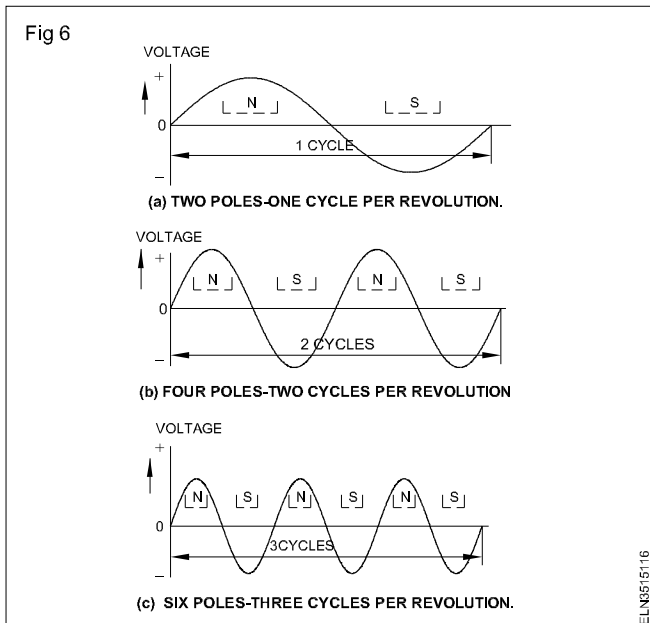 Fig 6
VOLTAGE
+
N
S
0
1 CYCLE
–
(a) TWO POLES-ONE CYCLE PER REVOLUTION.
VOLTAGE
+
N S N S
0
2 CYCLES
–
(b) FOUR POLES-TWO CYCLES PER REVOLUTION
VOLTAGE
+
N S N S N S
0
3CYCLES
–
(c) SIX POLES-THREE CYCLES PER REVOLUTION.
ELN3515116